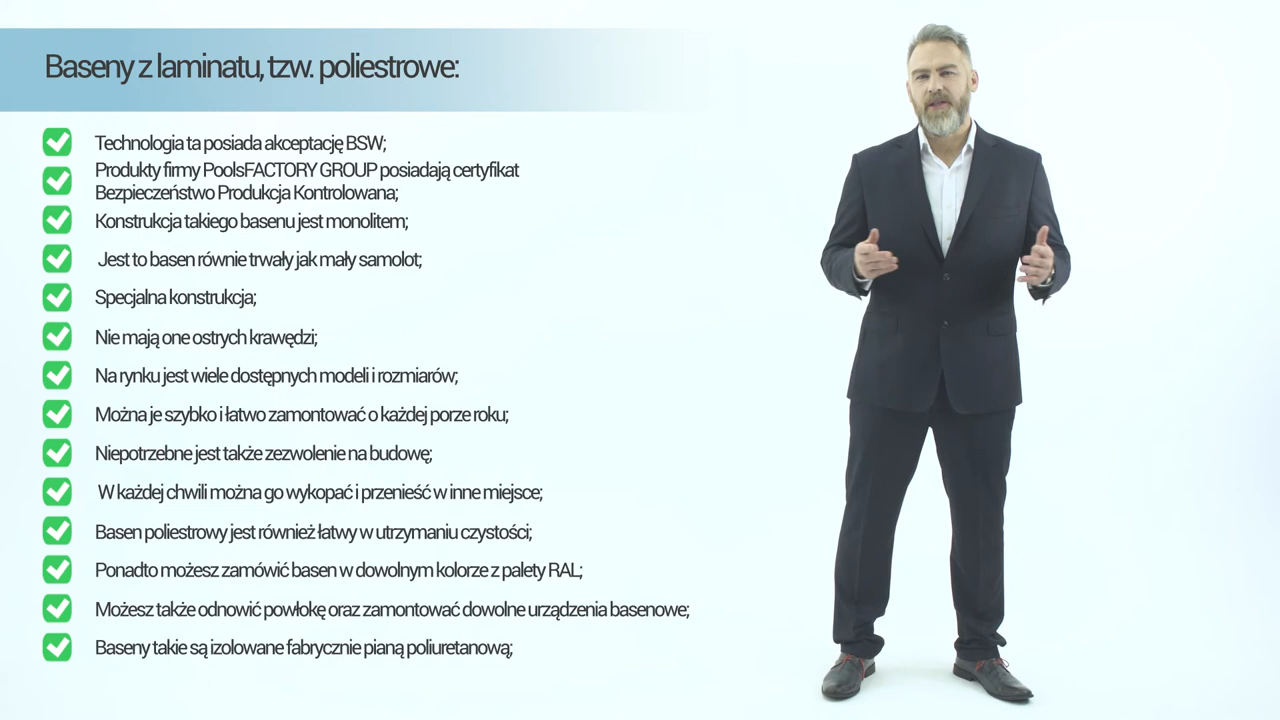 Baseny z laminatu, tzw. poliestrowe:
Technologia ta posiada akceptację BSW;
Produkty firmy PoolsFACTORY GROUP posiadają certyfikat
Bezpieczeństwo Produkcja Kontrolowana;
Konstrukcja takiego basenu jest monolitem;
Jest to basen równie trwały jak mały samolot;
Specjalna konstrukcja;
Nie mają one ostrych krawędzi;
Na rynku jest wiele dostępnych modeli i rozmiarów;
Można je szybko i łatwo zamontować o każdej porze roku;
Niepotrzebne jest także zezwolenie na budowę;
W każdej chwili można go wykopać i przenieść w inne miejsce;
Basen poliestrowy jest również łatwy w utrzymaniu czystości;
Ponadto możesz zamówić basen w dowolnym kolorze z palety RAL;
Możesz także odnowić powłokę oraz zamontować dowolne urządzenia basenowe;
Baseny takie są izolowane fabrycznie pianą poliuretanową;